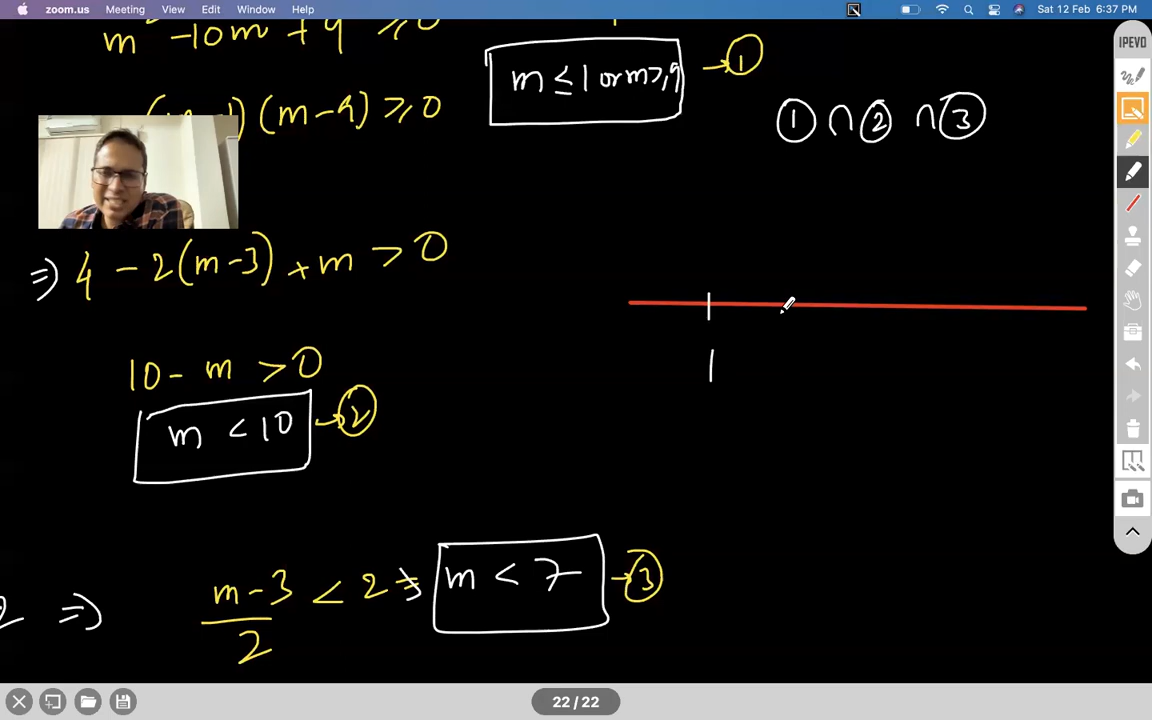 zoom.us Meeting View Edit Window Help Sat 12 Feb 6:37 PM
IPEVO
m² -10m + 9 ≥0
m ≤ 1 or m ≥ 9 → ①
(m-9) ≥ 0
① ∩ ② ∩ ③
⇒ 4 - 2(m-3) + m > 0
1
10 - m > 0
m < 10 → ②
2 ⇒ m-3/2 < 2 ⇒ m < 7 → ③
22 / 22